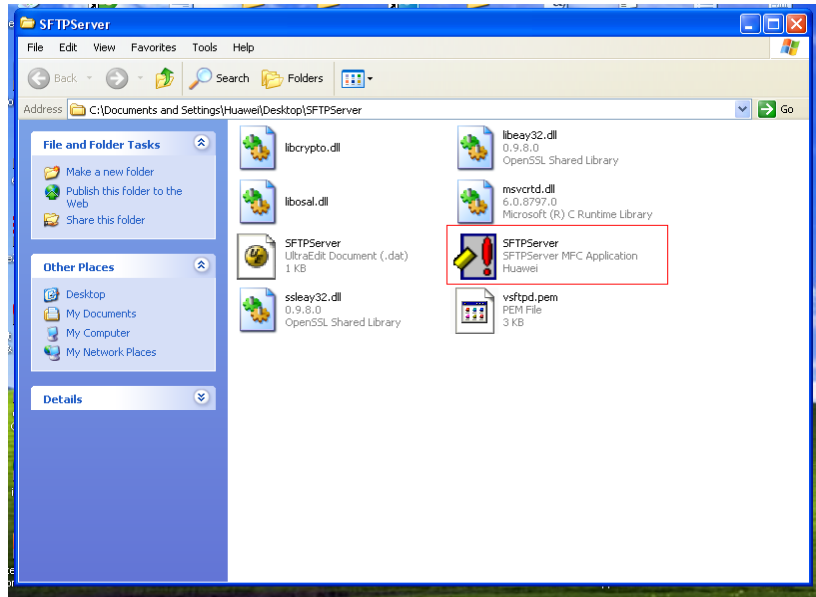 SFTPServer
File Edit View Favorites Tools Help
Back Search Folders
Address C:\Documents and Settings\Huawei\Desktop\SFTPServer Go
File and Folder Tasks
Make a new folder
Publish this folder to the
Web
Share this folder
Other Places
Desktop
My Documents
My Computer
My Network Places
Details
libcrypto.dll
libeay32.dll
0.9.8.0
OpenSSL Shared Library
libosal.dll
msvcrtd.dll
6.0.8797.0
Microsoft (R) C Runtime Library
SFTPServer
UltraEdit Document (.dat)
1 KB
SFTPServer
SFTPServer MFC Application
Huawei
ssleay32.dll
0.9.8.0
OpenSSL Shared Library
vsftpd.pem
PEM File
3 KB